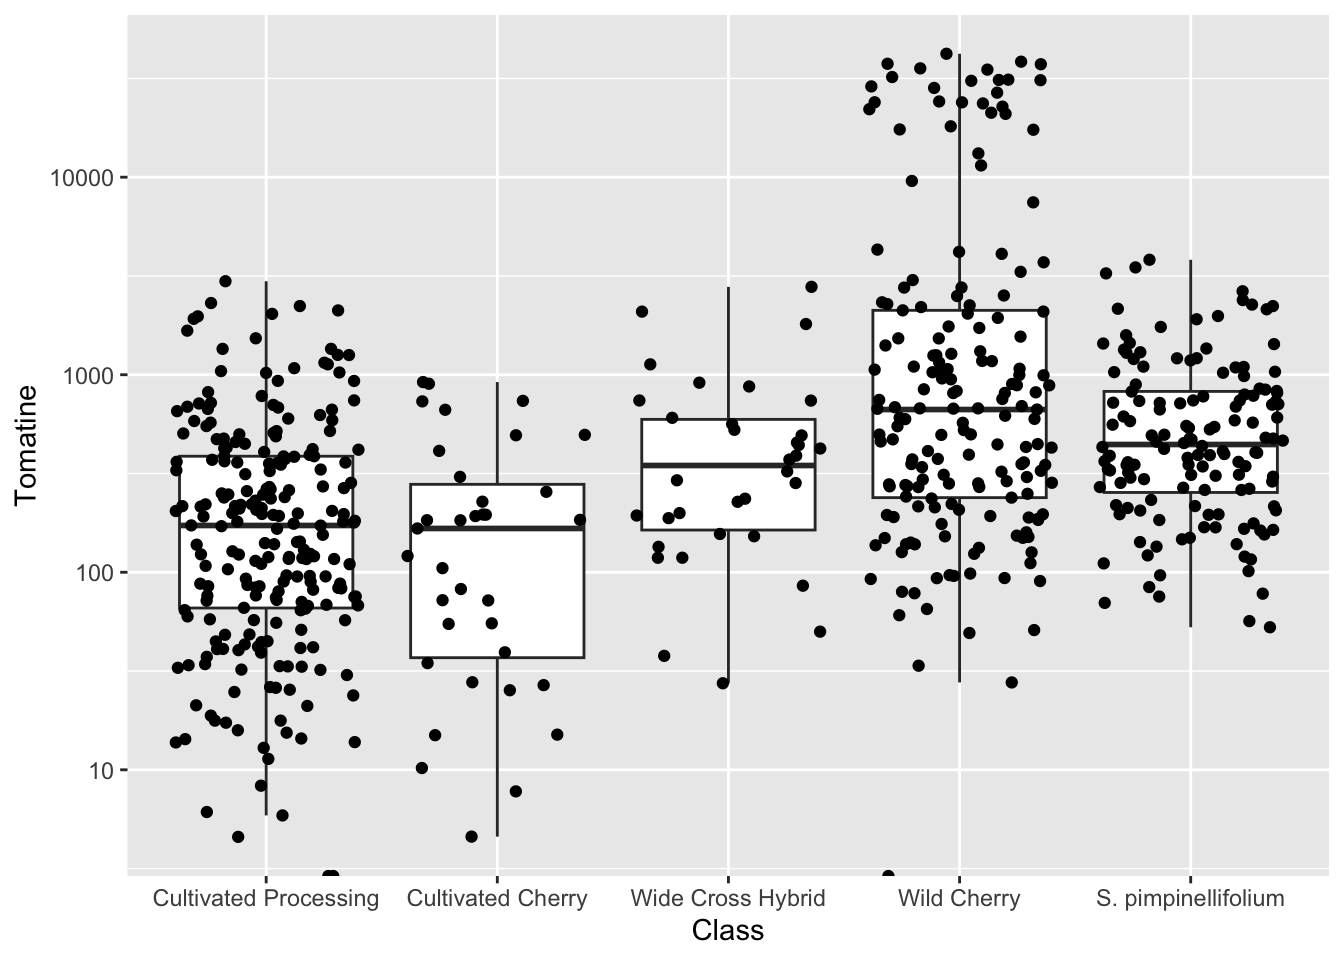 Tomatine
10000
1000
100
10
Cultivated Processing
Cultivated Cherry
Wide Cross Hybrid
Wild Cherry
S. pimpinellifolium
Class